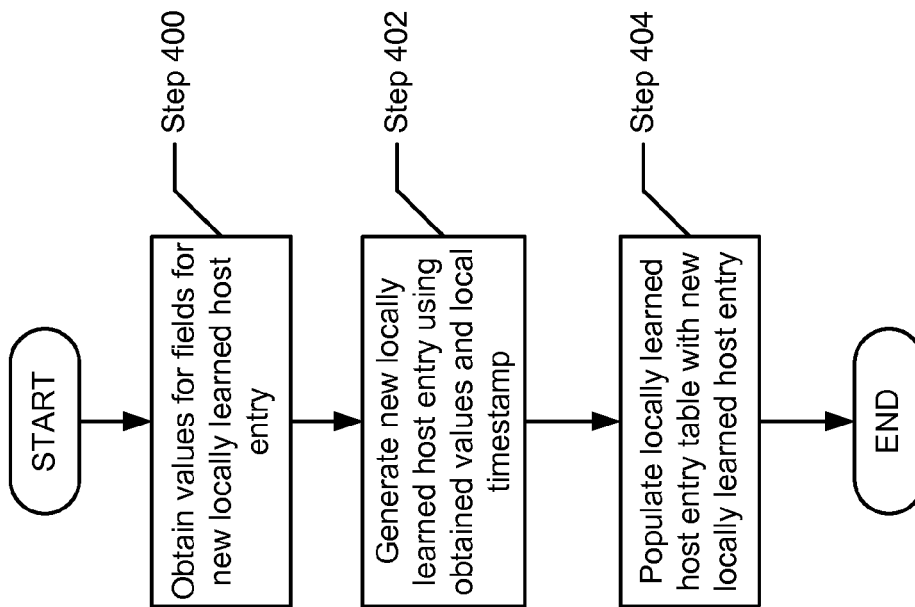 START
Obtain values for fields for
new locally learned host
entry
Step 400
Generate new locally
learned host entry using
obtained values and local
timestamp
Step 402
Populate locally learned
host entry table with new
locally learned host entry
Step 404
END